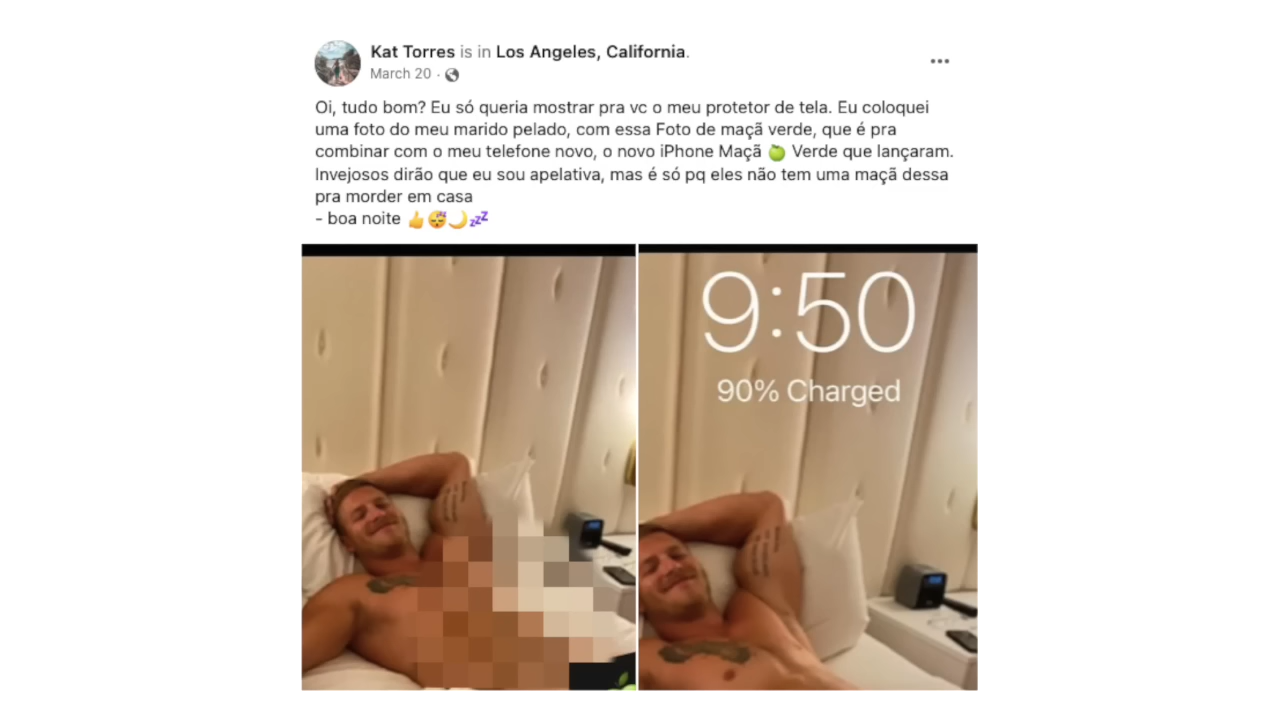 Kat Torres is in Los Angeles, California.
March 20 ·
Oi, tudo bom? Eu só queria mostrar pra vc o meu protetor de tela. Eu coloquei
uma foto do meu marido pelado, com essa Foto de maçã verde, que é pra
combinar com o meu telefone novo, o novo iPhone Maçã 🍏 Verde que lançaram.
Invejosos dirão que eu sou apelativa, mas é só pq eles não tem uma maçã dessa
pra morder em casa
- boa noite 👍😴🌙💤
9:50
90% Charged